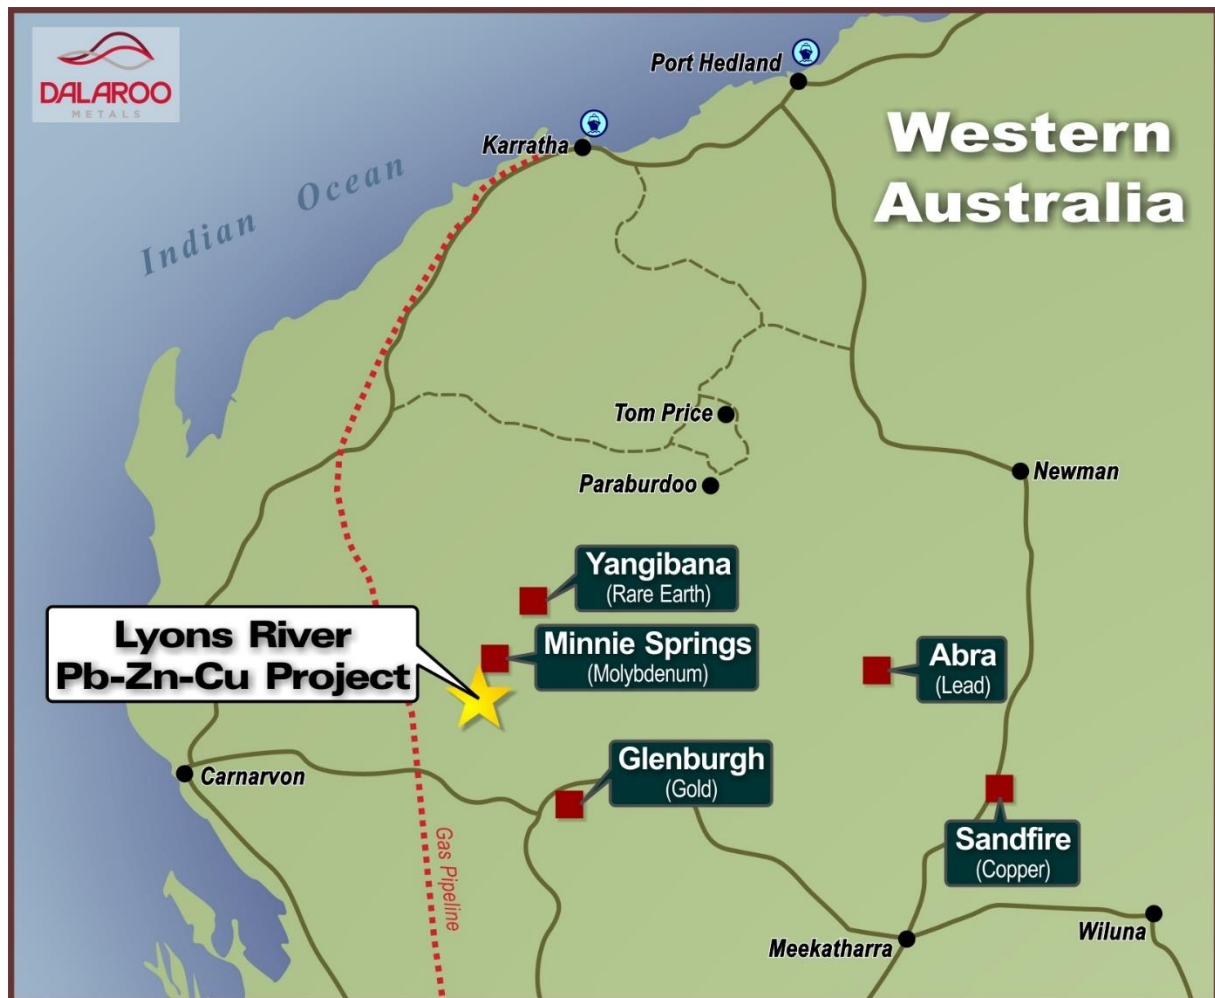 DALAROO
METALS
Port Hedland
Karratha
Western
Australia
Indian Ocean
Tom Price
Newman
Paraburdoo
Yangibana
(Rare Earth)
Lyons River
Pb-Zn-Cu Project
Minnie Springs
(Molybdenum)
Abra
(Lead)
Carnarvon
Glenburgh
(Gold)
Gas Pipeline
Sandfire
(Copper)
Wiluna
Meekatharra